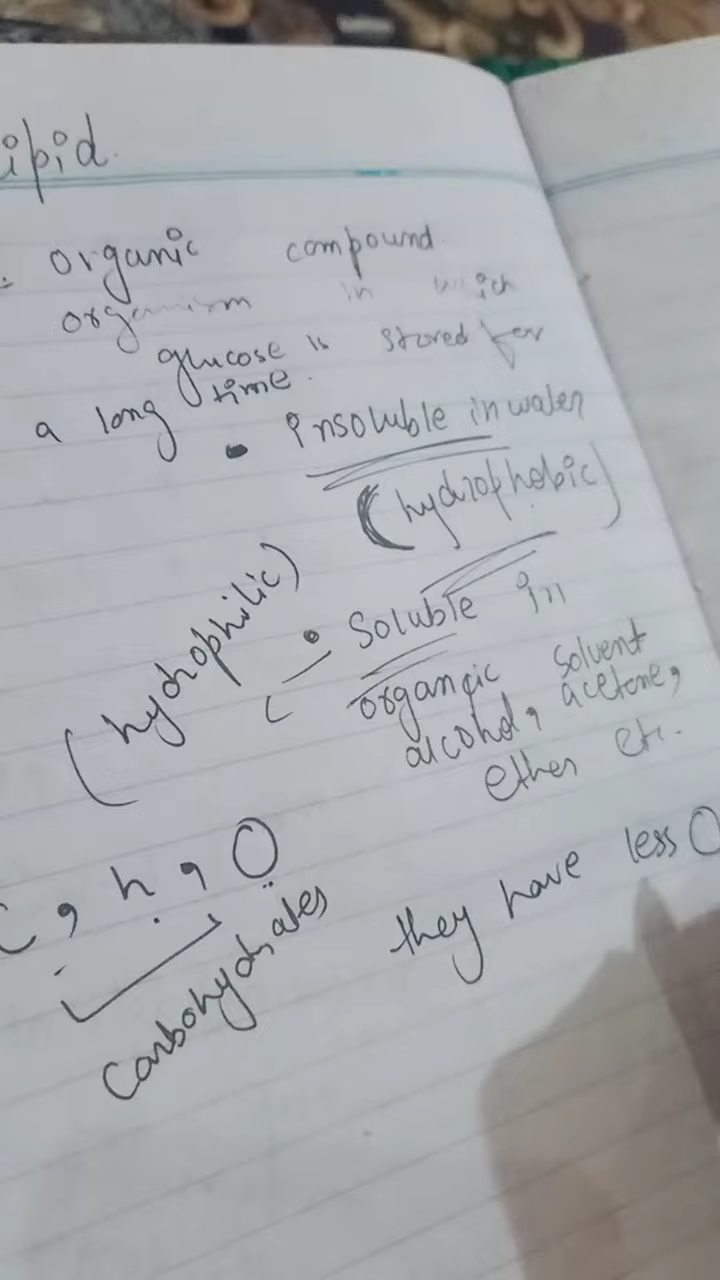 ipid.
: organic compound
organism in which
glucose is stored for
a long time.
• insoluble in water
(hydrophobic)
(hydrophilic)
• Soluble in
organgic solvent
alcohol, acetone,
ether etc.
C, h, O
they have less O
carbohydrates